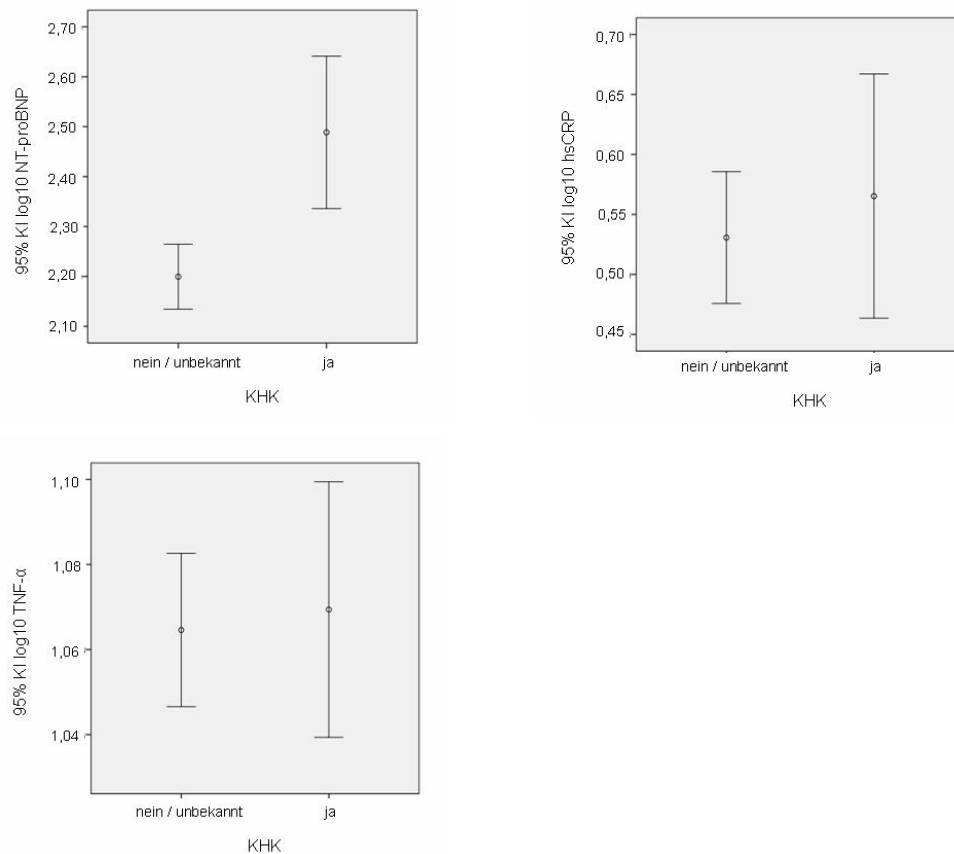 95% KI log10 NT-proBNP
2,70
2,60
2,50
2,40
2,30
2,20
2,10
nein / unbekannt
ja
KHK
95% KI log10 hsCRP
0,70
0,65
0,60
0,55
0,50
0,45
nein / unbekannt
ja
KHK
95% KI log10 TNF-α
1,10
1,08
1,06
1,04
nein / unbekannt
ja
KHK